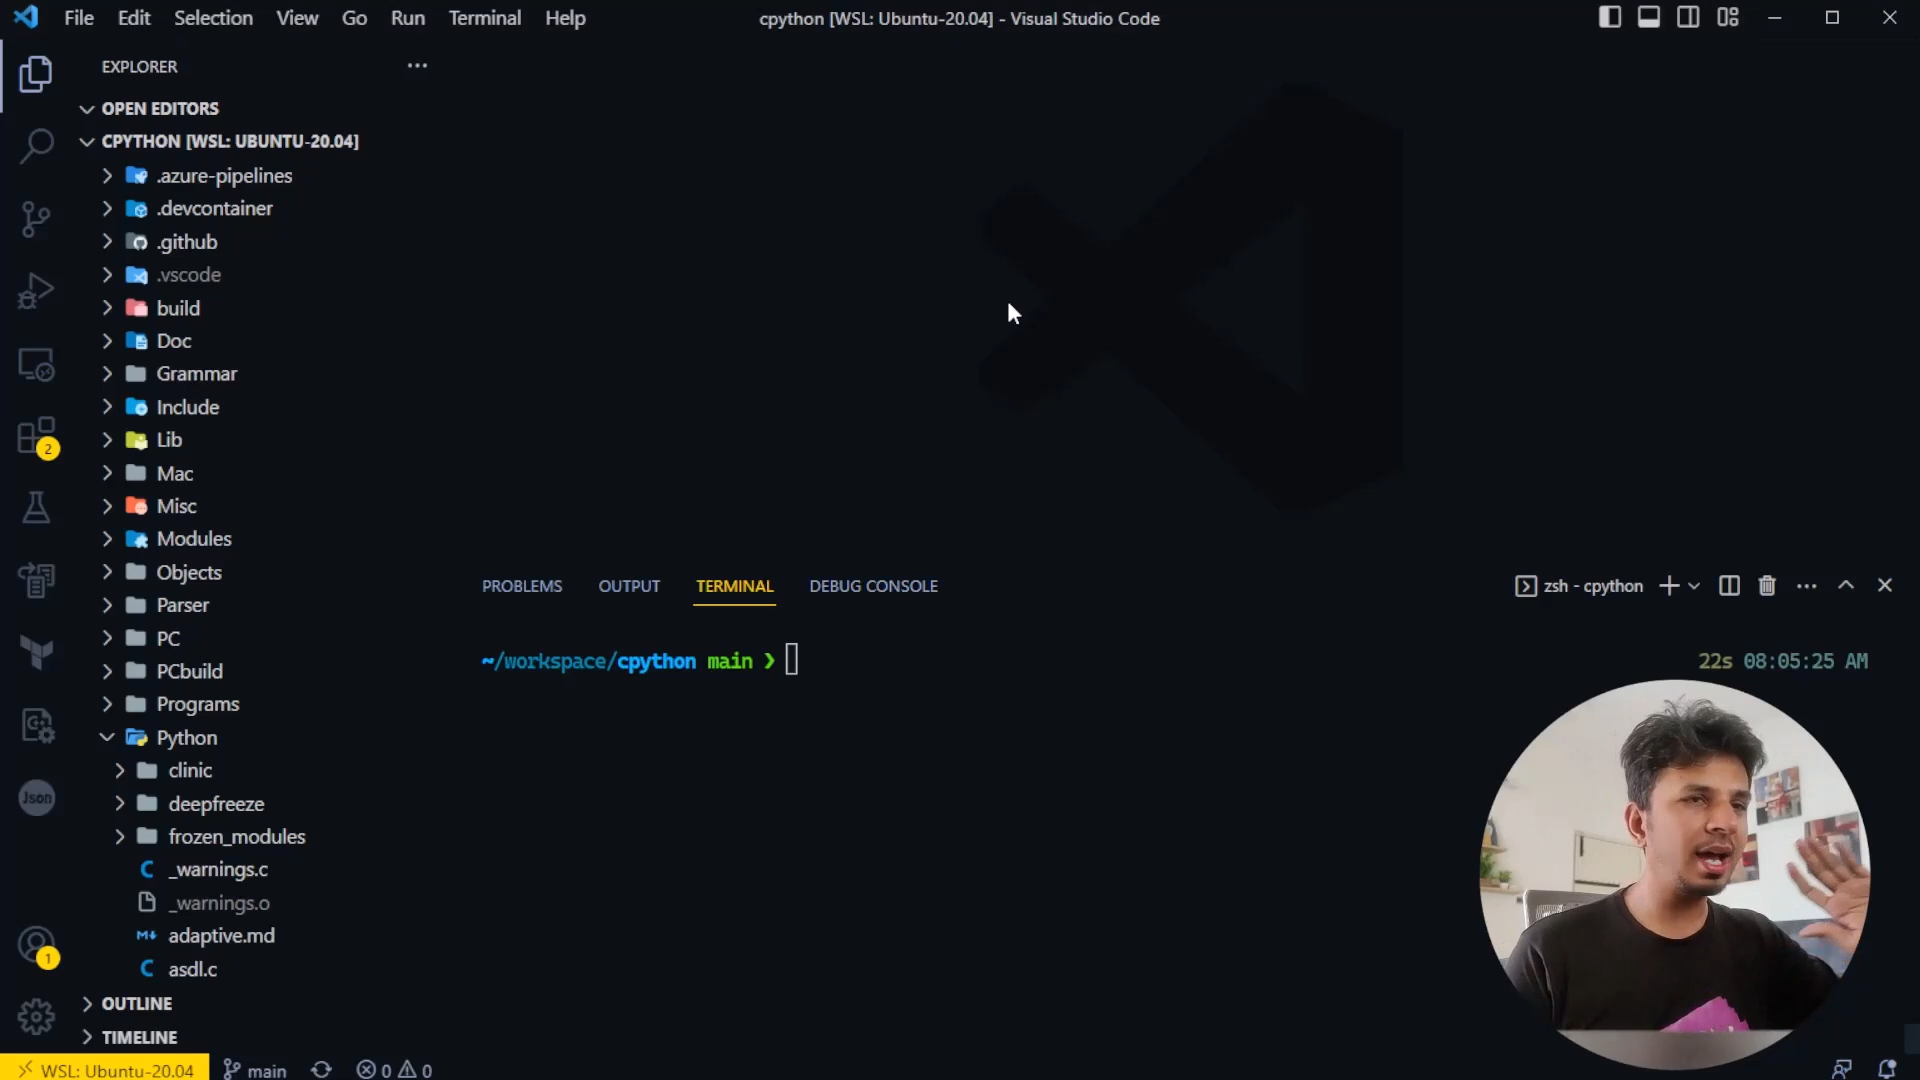 File Edit Selection View Go Run Terminal Help
cpython [WSL: Ubuntu-20.04] - Visual Studio Code
EXPLORER
OPEN EDITORS
CPYTHON [WSL: UBUNTU-20.04]
.azure-pipelines
.devcontainer
.github
.vscode
build
Doc
Grammar
Include
Lib
Mac
Misc
Modules
Objects
Parser
PC
PCbuild
Programs
Python
clinic
deepfreeze
frozen_modules
_warnings.c
_warnings.o
adaptive.md
asdl.c
OUTLINE
TIMELINE
2
Json
1
PROBLEMS OUTPUT TERMINAL DEBUG CONSOLE
zsh - cpython
~/workspace/cpython main ❯
22s 08:05:25 AM
WSL: Ubuntu-20.04 main 0 0